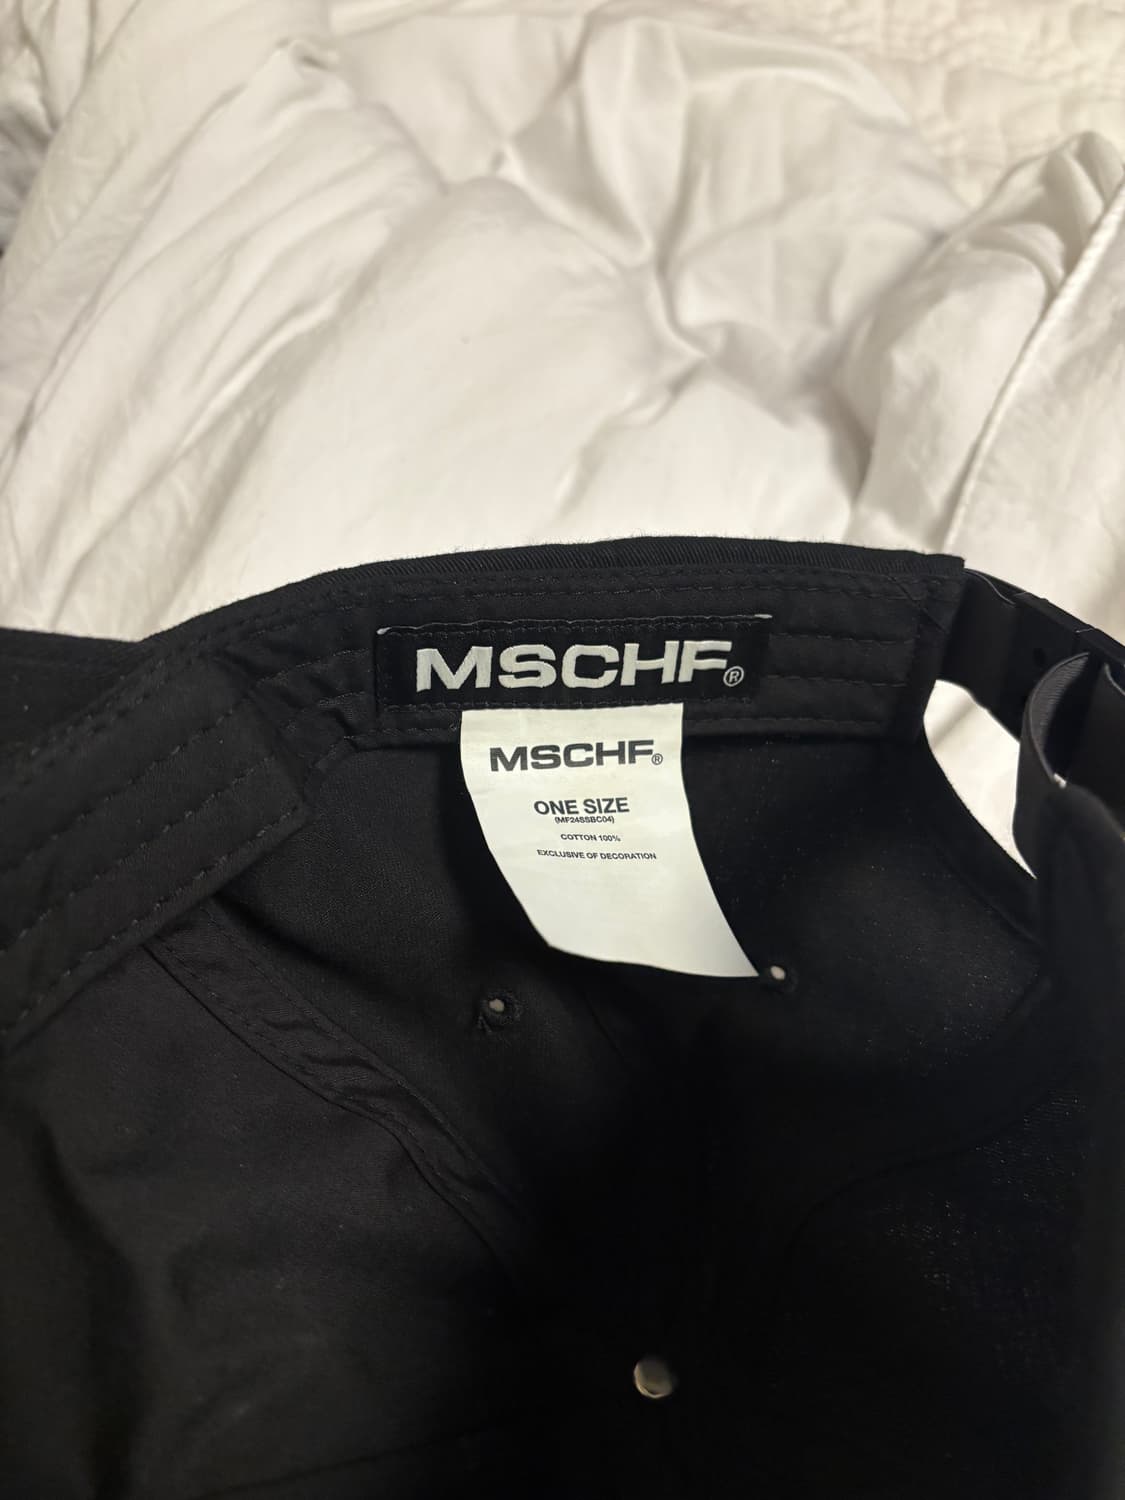 MSCHF®
MSCHF®
ONE SIZE
(MF24SSBC04)
COTTON 100%
EXCLUSIVE OF DECORATION